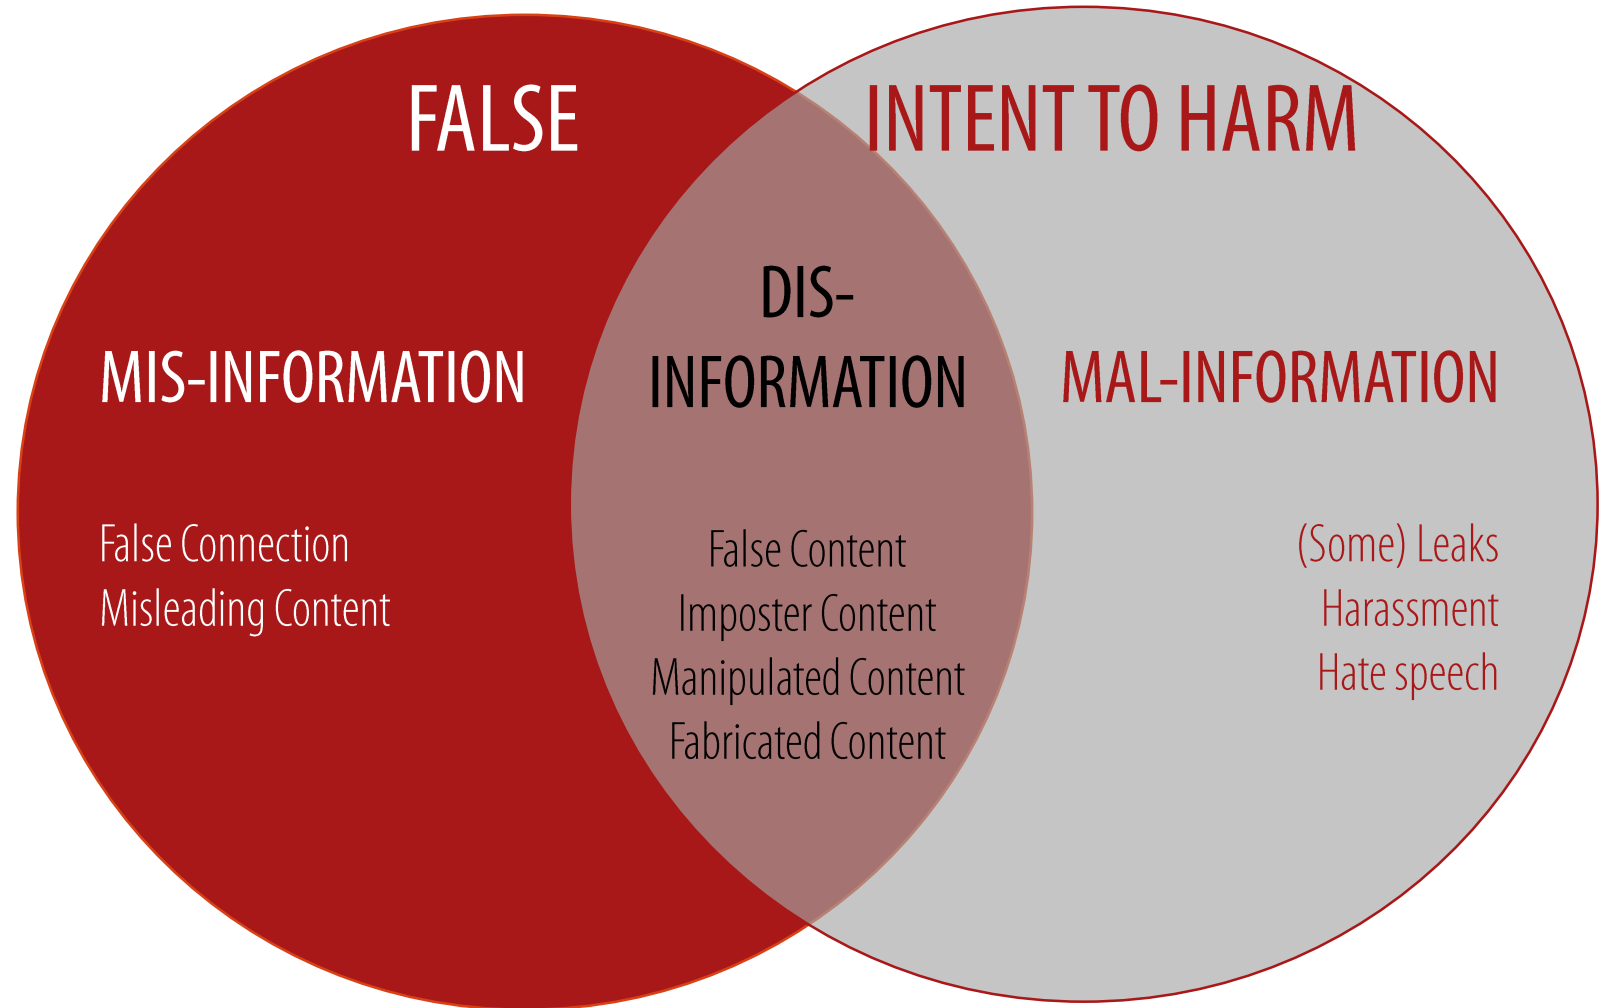 FALSE
INTENT TO HARM
MIS-INFORMATION
DIS-
INFORMATION
MAL-INFORMATION
False Connection
Misleading Content
False Content
Imposter Content
Manipulated Content
Fabricated Content
(Some) Leaks
Harassment
Hate speech